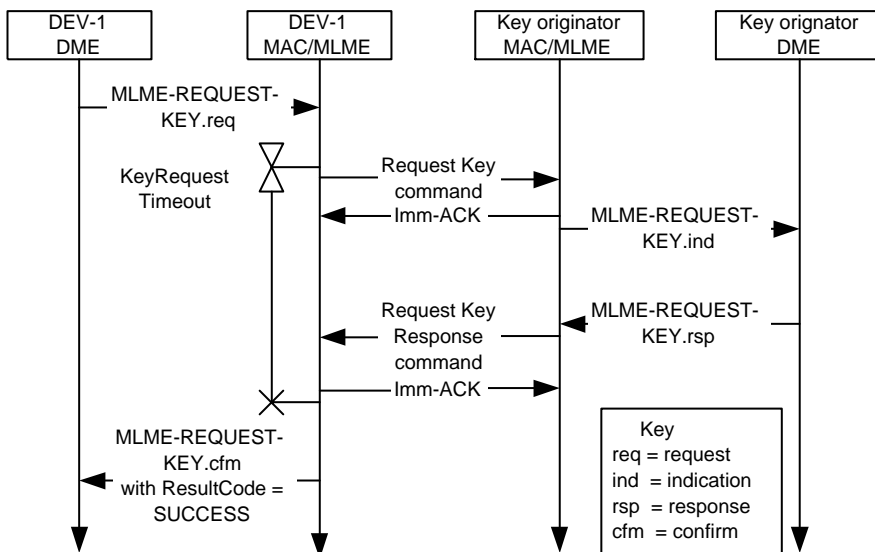 DEV-1
DME
DEV-1
MAC/MLME
Key originator
MAC/MLME
Key orignator
DME
MLME-REQUEST-
KEY.req
KeyRequest
Timeout
Request Key
command
Imm-ACK
MLME-REQUEST-
KEY.ind
Request Key
Response
command
MLME-REQUEST-
KEY.rsp
Imm-ACK
MLME-REQUEST-
KEY.cfm
with ResultCode =
SUCCESS
Key
req = request
ind = indication
rsp = response
cfm = confirm